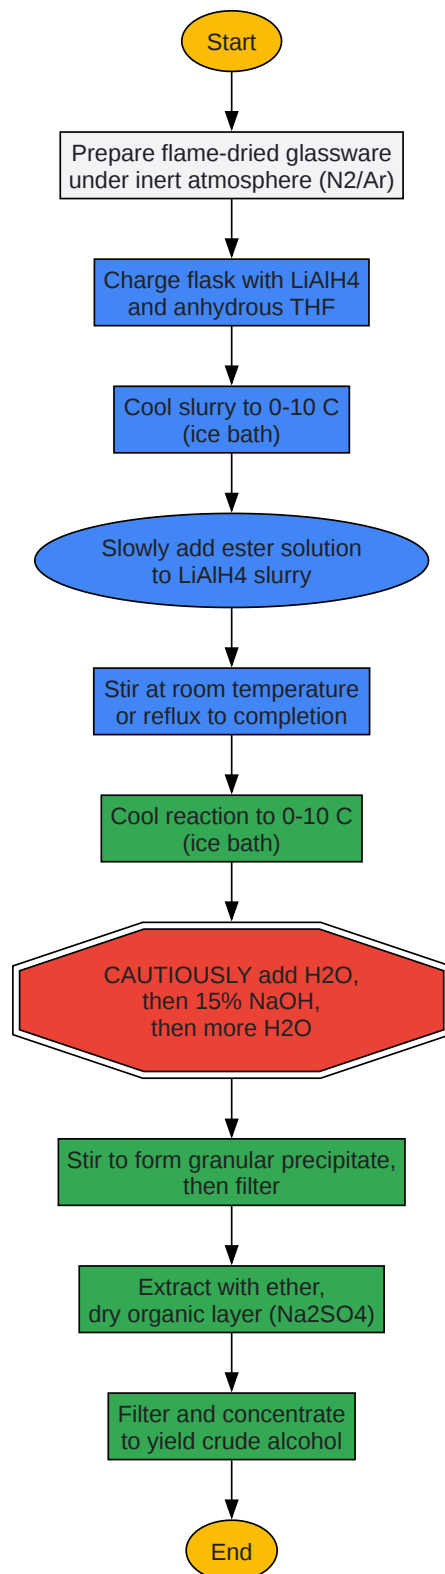 Start
Prepare flame-dried glassware
under inert atmosphere (N2/Ar)
Charge flask with LiAlH4
and anhydrous THF
Cool slurry to 0-10 C
(ice bath)
Slowly add ester solution
to LiAlH4 slurry
Stir at room temperature
or reflux to completion
Cool reaction to 0-10 C
(ice bath)
CAUTIOUSLY add H2O,
then 15% NaOH,
then more H2O
Stir to form granular precipitate,
then filter
Extract with ether,
dry organic layer (Na2SO4)
Filter and concentrate
to yield crude alcohol
End